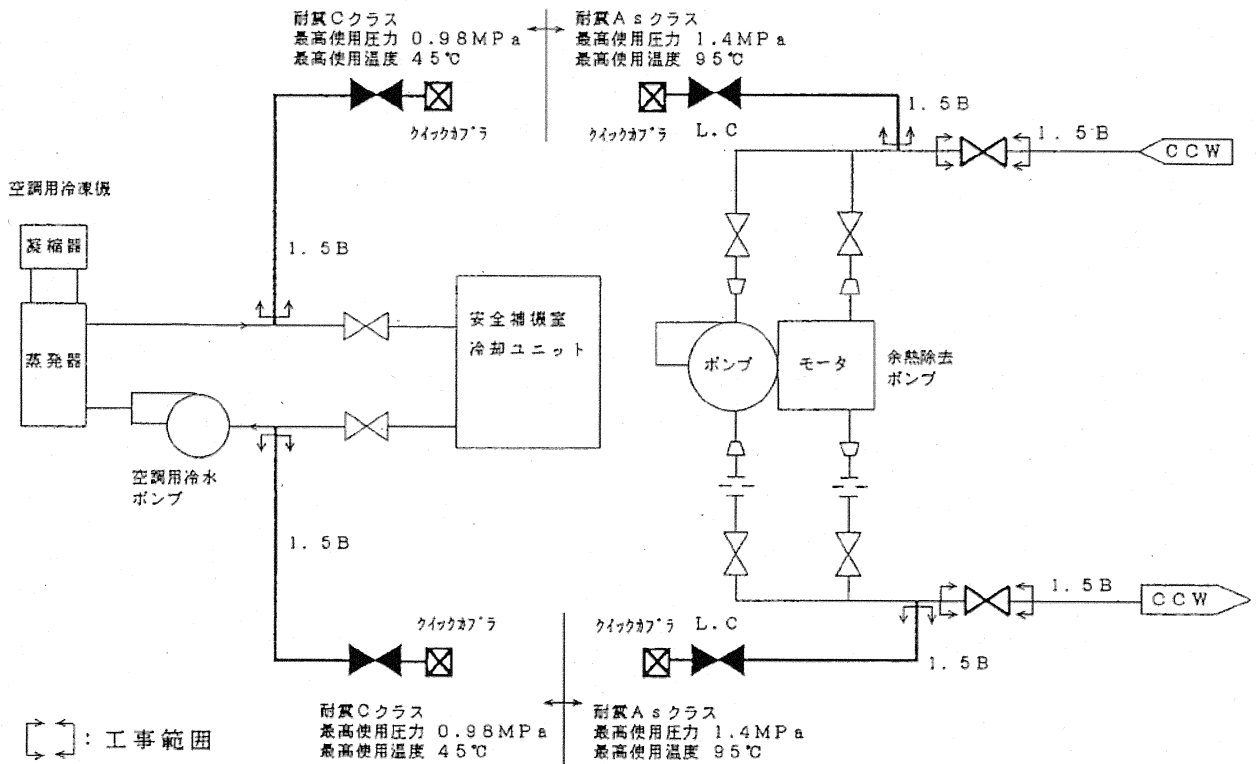 耐震Cクラス
最高使用圧力 0.98MPa
最高使用温度 45℃
耐震Asクラス
最高使用圧力 1.4MPa
最高使用温度 95℃
クイックカプラ
クイックカプラ
L.C
1.5B
1.5B
CCW
空調用冷凍機
凝縮器
蒸発器
1.5B
安全補機室
冷却ユニット
ポンプ
モータ
余熱除去
ポンプ
空調用冷水
ポンプ
1.5B
クイックカプラ
クイックカプラ
L.C
1.5B
CCW
1.5B
耐震Cクラス
最高使用圧力 0.98MPa
最高使用温度 45℃
耐震Asクラス
最高使用圧力 1.4MPa
最高使用温度 95℃
:工事範囲